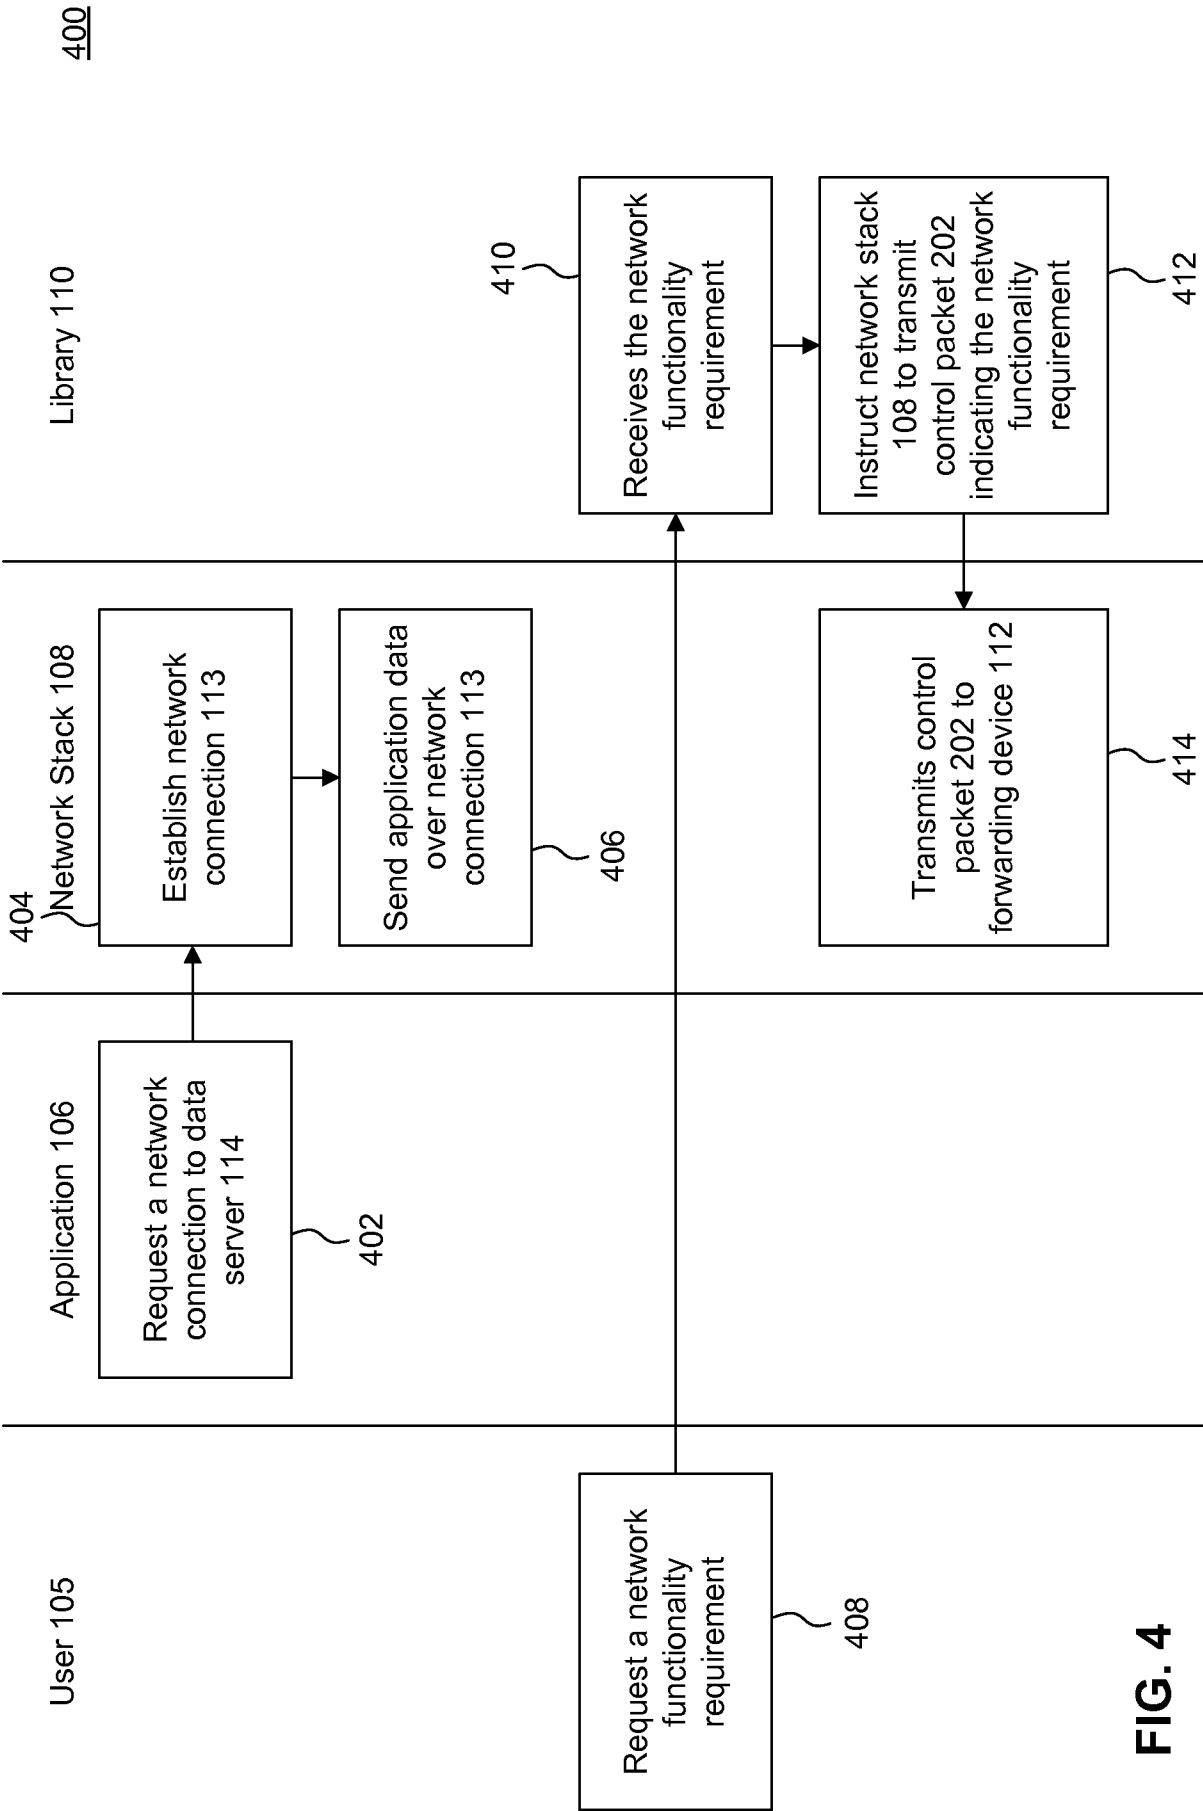 400
User 105
Application 106
Network Stack 108
Library 110
Request a network
connection to data
server 114
402
404
Establish network
connection 113
Send application data
over network
connection 113
406
Request a network
functionality
requirement
408
410
Receives the network
functionality
requirement
Instruct network stack
108 to transmit
control packet 202
indicating the network
functionality
requirement
412
Transmits control
packet 202 to
forwarding device 112
414
FIG. 4